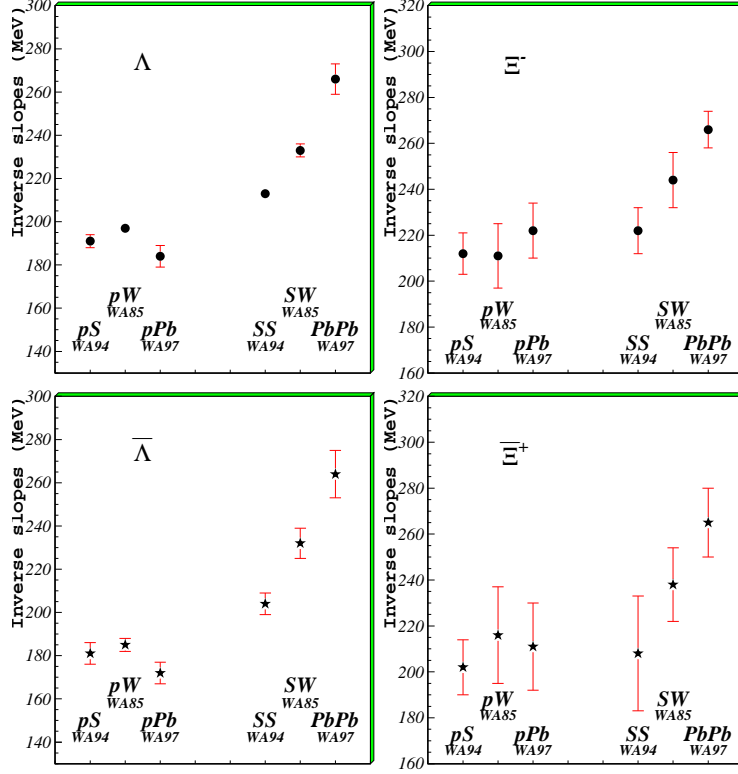 Inverse slopes (MeV)
300
280
260
240
220
200
180
160
140
Λ
pW
WA85
pS
WA94
pPb
WA97
SW
WA85
SS
WA94
PbPb
WA97
Inverse slopes (MeV)
320
300
280
260
240
220
200
180
160
Ξ-
pW
WA85
pS
WA94
pPb
WA97
SW
WA85
SS
WA94
PbPb
WA97
Inverse slopes (MeV)
300
280
260
240
220
200
180
160
140
Λ̅
pW
WA85
pS
WA94
pPb
WA97
SW
WA85
SS
WA94
PbPb
WA97
Inverse slopes (MeV)
320
300
280
260
240
220
200
180
160
Ξ̅+
pW
WA85
pS
WA94
pPb
WA97
SW
WA85
SS
WA94
PbPb
WA97